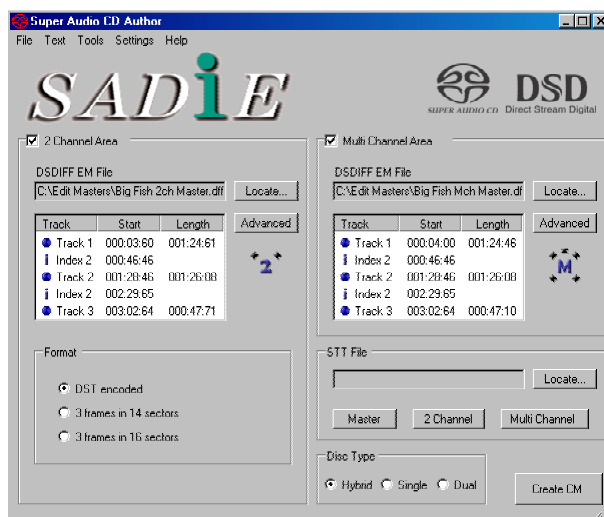 Super Audio CD Author
File Text Tools Settings Help
SADiE
SUPER AUDIO CD
DSD
Direct Stream Digital
2 Channel Area
DSDIFF EM File
C:\Edit Masters\Big Fish 2ch Master.dff
Locate...
Track Start Length
Advanced
Track 1 000:03:60 001:24:61
Index 2 000:46:46
Track 2 001:28:46 001:26:08
Index 2 002:29:65
Track 3 003:02:64 000:47:71
2
Format
DST encoded
3 frames in 14 sectors
3 frames in 16 sectors
Multi Channel Area
DSDIFF EM File
C:\Edit Masters\Big Fish Mch Master.df
Locate...
Track Start Length
Advanced
Track 1 000:04:00 001:24:46
Index 2 000:46:46
Track 2 001:28:46 001:26:08
Index 2 002:29:65
Track 3 003:02:64 000:47:10
M
STT File
Locate...
Master 2 Channel Multi Channel
Disc Type
Hybrid Single Dual
Create CM